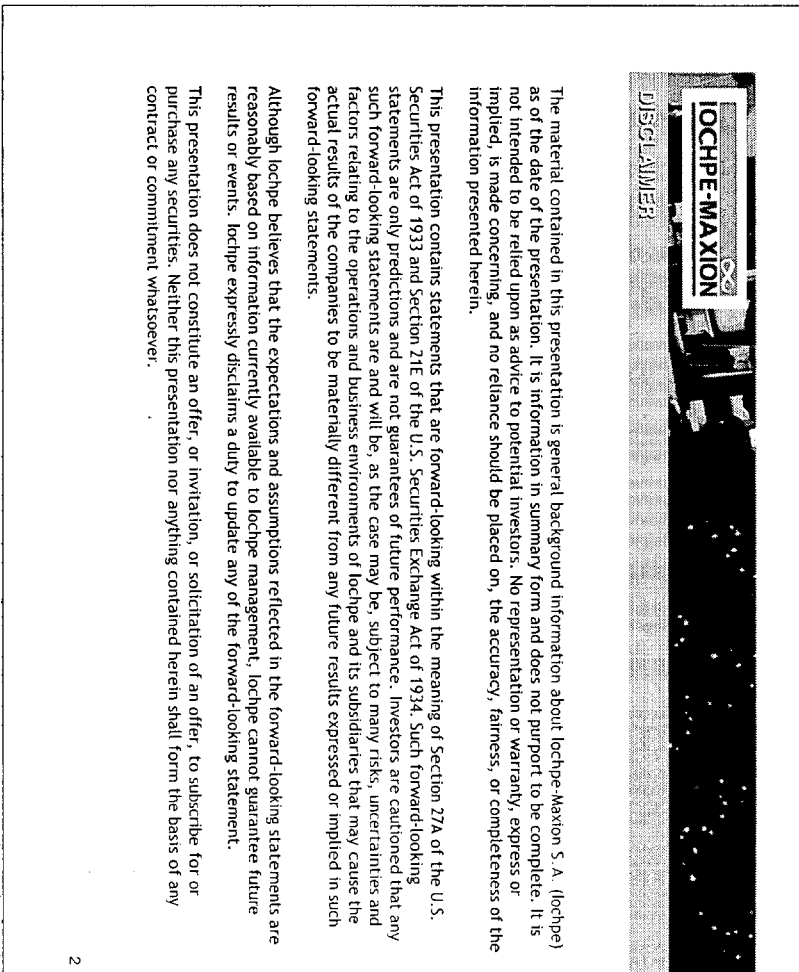 IOCHPE-MAXION
DISCLAIMER
The material contained in this presentation is general background information about Iochpe-Maxion S.A. (Iochpe)
as of the date of the presentation. It is information in summary form and does not purport to be complete. It is
not intended to be relied upon as advice to potential investors. No representation or warranty, express or
implied, is made concerning, and no reliance should be placed on, the accuracy, fairness, or completeness of the
information presented herein.
This presentation contains statements that are forward-looking within the meaning of Section 27A of the U.S.
Securities Act of 1933 and Section 21E of the U.S. Securities Exchange Act of 1934. Such forward-looking
statements are only predictions and are not guarantees of future performance. Investors are cautioned that any
such forward-looking statements are and will be, as the case may be, subject to many risks, uncertainties and
factors relating to the operations and business environments of Iochpe and its subsidiaries that may cause the
actual results of the companies to be materially different from any future results expressed or implied in such
forward-looking statements.
Although Iochpe believes that the expectations and assumptions reflected in the forward-looking statements are
reasonably based on information currently available to Iochpe management, Iochpe cannot guarantee future
results or events. Iochpe expressly disclaims a duty to update any of the forward-looking statement.
This presentation does not constitute an offer, or invitation, or solicitation of an offer, to subscribe for or
purchase any securities. Neither this presentation nor anything contained herein shall form the basis of any
contract or commitment whatsoever.
2